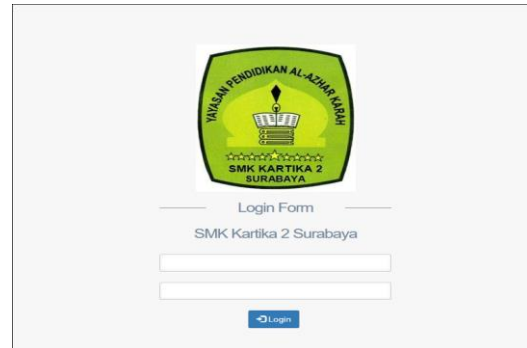 YAYASAN PENDIDIKAN AL-AZHAR KARAH
SMK KARTIKA 2
SURABAYA
Login Form
SMK Kartika 2 Surabaya
Login